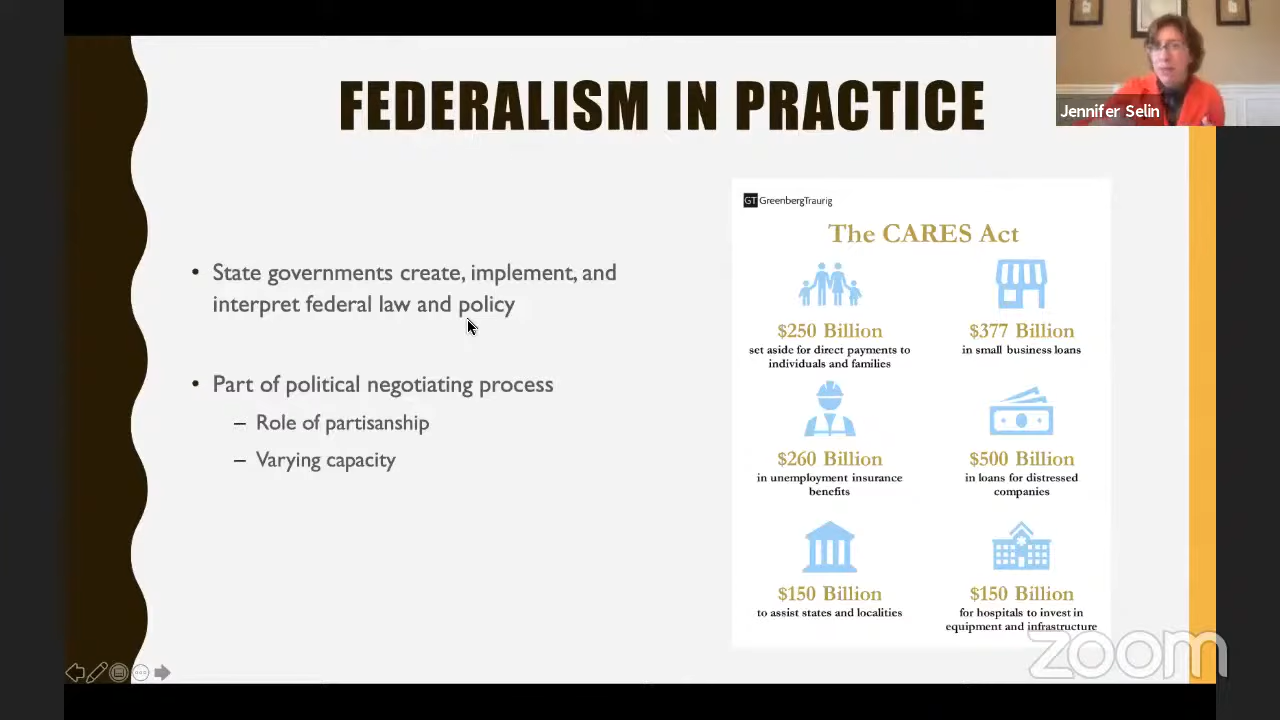 FEDERALISM IN PRACTICE
Jennifer Selin
• State governments create, implement, and
interpret federal law and policy
• Part of political negotiating process
– Role of partisanship
– Varying capacity
GT GreenbergTraurig
The CARES Act
$250 Billion
set aside for direct payments to
individuals and families
$377 Billion
in small business loans
$260 Billion
in unemployment insurance
benefits
$500 Billion
in loans for distressed
companies
$150 Billion
to assist states and localities
$150 Billion
for hospitals to invest in
equipment and infrastructure
zoom